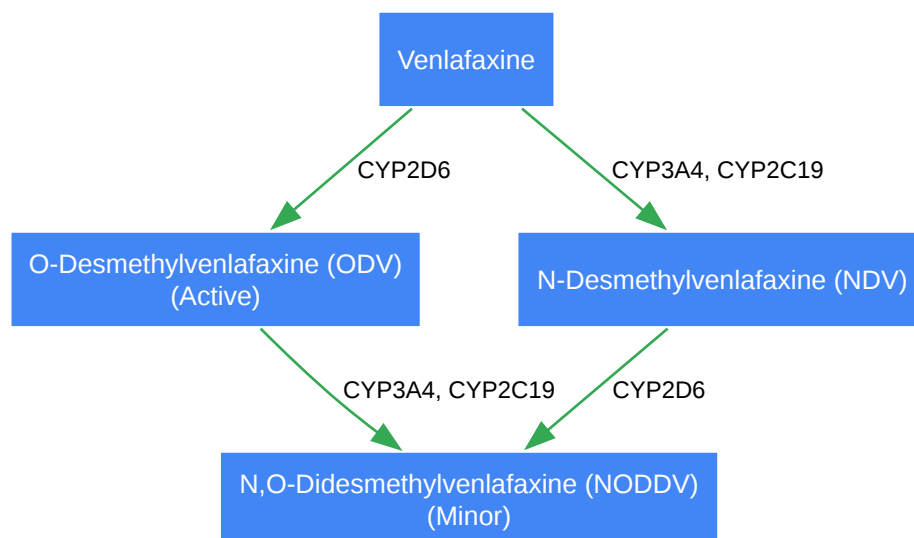 Venlafaxine
CYP2D6
CYP3A4, CYP2C19
O-Desmethylvenlafaxine (ODV)
(Active)
N-Desmethylvenlafaxine (NDV)
CYP3A4, CYP2C19
CYP2D6
N,O-Didesmethylvenlafaxine (NODDV)
(Minor)